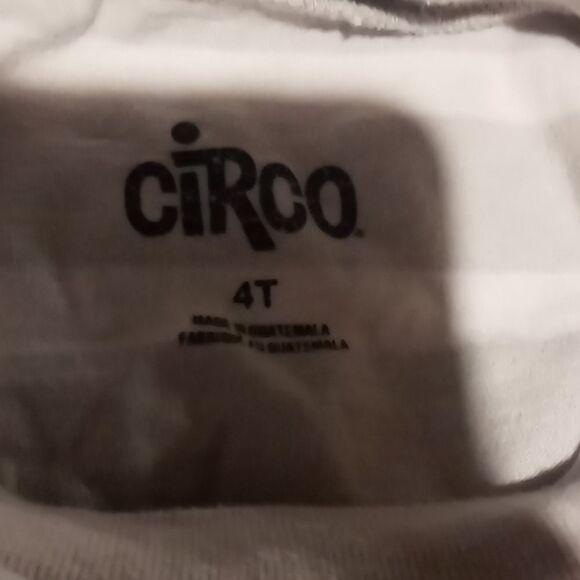 CiRCO.
4T
MADE IN GUATEMALA
FABRIQUÉ AU GUATEMALA